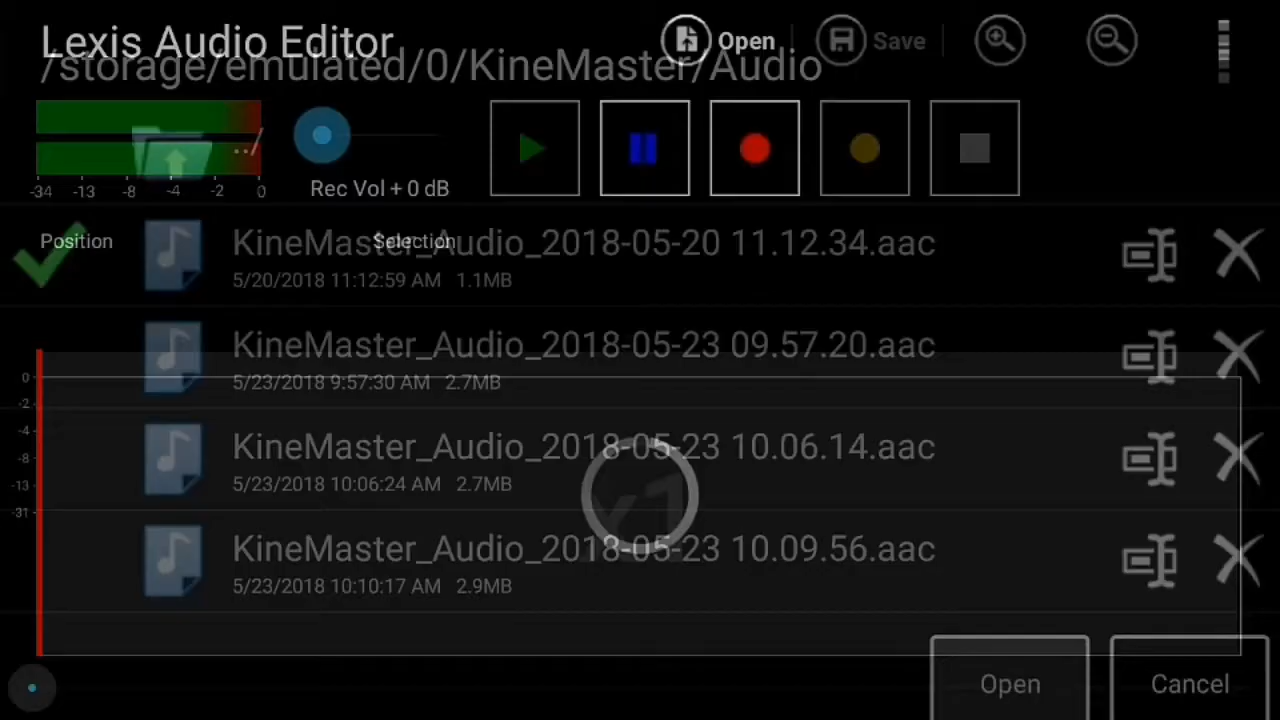 Lexis Audio Editor
Open
Save
/storage/emulated/0/KineMaster/Audio
../
-34 -13 -8 -4 -2 0
Rec Vol + 0 dB
Position
Selection
KineMaster_Audio_2018-05-20 11.12.34.aac
5/20/2018 11:12:59 AM 1.1MB
KineMaster_Audio_2018-05-23 09.57.20.aac
5/23/2018 9:57:30 AM 2.7MB
KineMaster_Audio_2018-05-23 10.06.14.aac
5/23/2018 10:06:24 AM 2.7MB
KineMaster_Audio_2018-05-23 10.09.56.aac
5/23/2018 10:10:17 AM 2.9MB
0
-2
-4
-8
-13
-31
x1
Open
Cancel